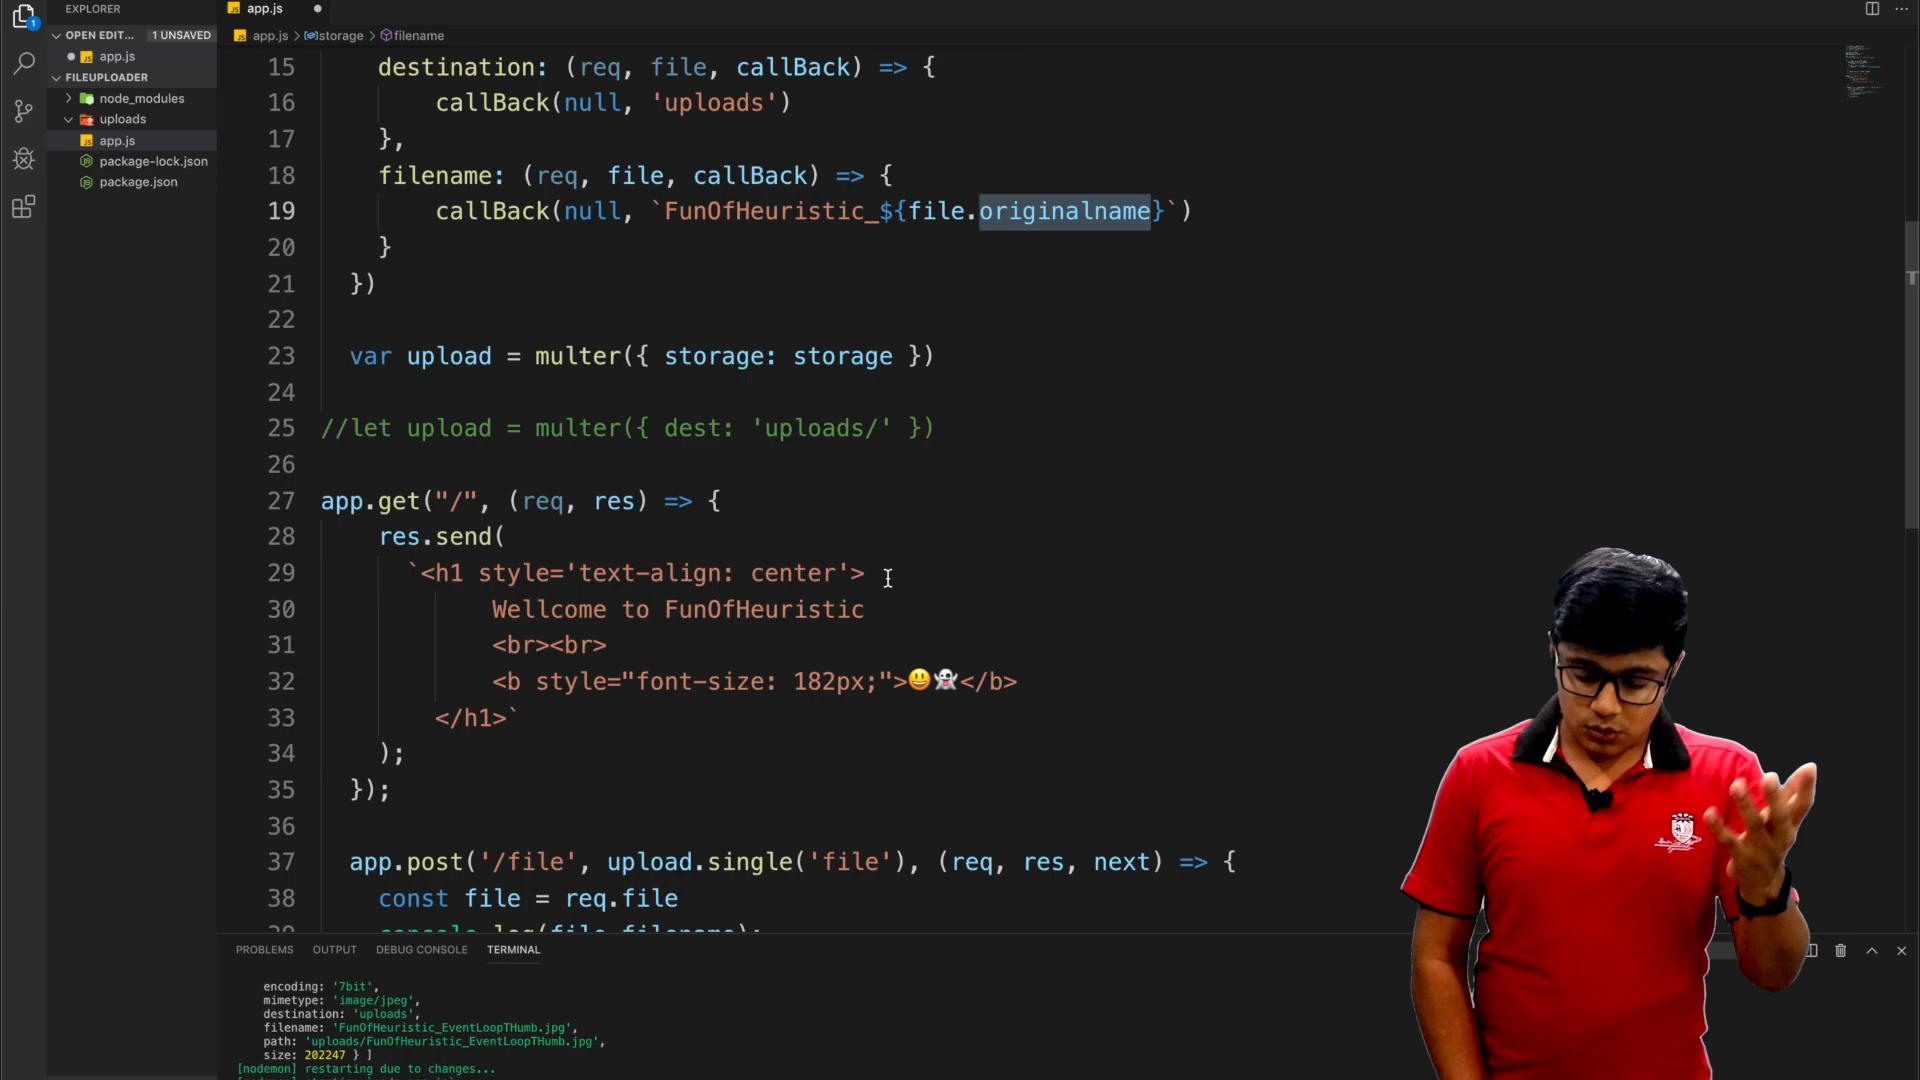 EXPLORER
OPEN EDIT... 1 UNSAVED
app.js
FILEUPLOADER
node_modules
uploads
app.js
package-lock.json
package.json
1
app.js
app.js > storage > filename
15 destination: (req, file, callBack) => {
16 callBack(null, 'uploads')
17 },
18 filename: (req, file, callBack) => {
19 callBack(null, `FunOfHeuristic_${file.originalname}`)
20 }
21 })
22
23 var upload = multer({ storage: storage })
24
25 //let upload = multer({ dest: 'uploads/' })
26
27 app.get("/", (req, res) => {
28 res.send(
29 `<h1 style='text-align: center'>
30 Wellcome to FunOfHeuristic
31 <br><br>
32 <b style="font-size: 182px;">😃👻</b>
33 </h1>`
34 );
35 });
36
37 app.post('/file', upload.single('file'), (req, res, next) => {
38 const file = req.file
39 console.log(file.filename);
PROBLEMS OUTPUT DEBUG CONSOLE TERMINAL
encoding: '7bit',
mimetype: 'image/jpeg',
destination: 'uploads',
filename: 'FunOfHeuristic_EventLoopTHumb.jpg',
path: 'uploads/FunOfHeuristic_EventLoopTHumb.jpg',
size: 202247 } ]
[nodemon] restarting due to changes...